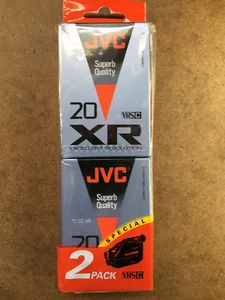 JVC
Superb
Quality
20
VHS C
XR
EXCELLENT RESOLUTION
JVC
TC-20 XR
Superb
Quality
20
SPECIAL
2 PACK
VHS C